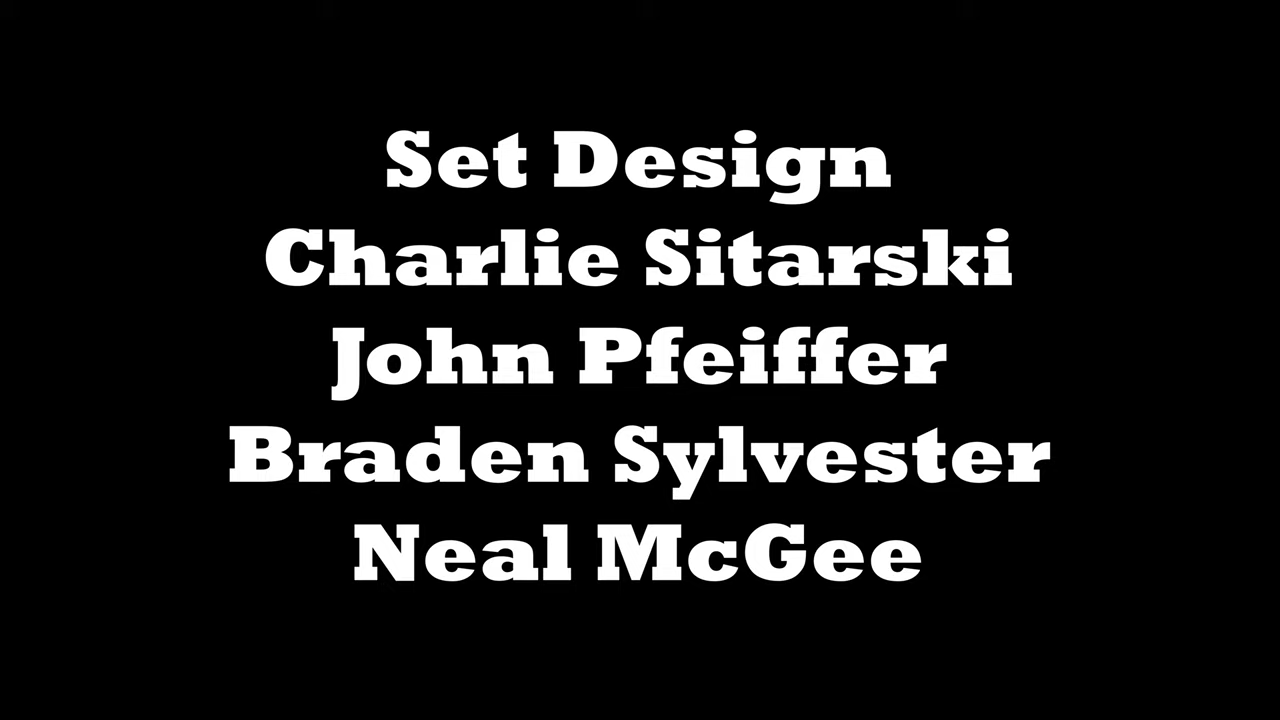 Set Design
Charlie Sitarski
John Pfeiffer
Braden Sylvester
Neal McGee